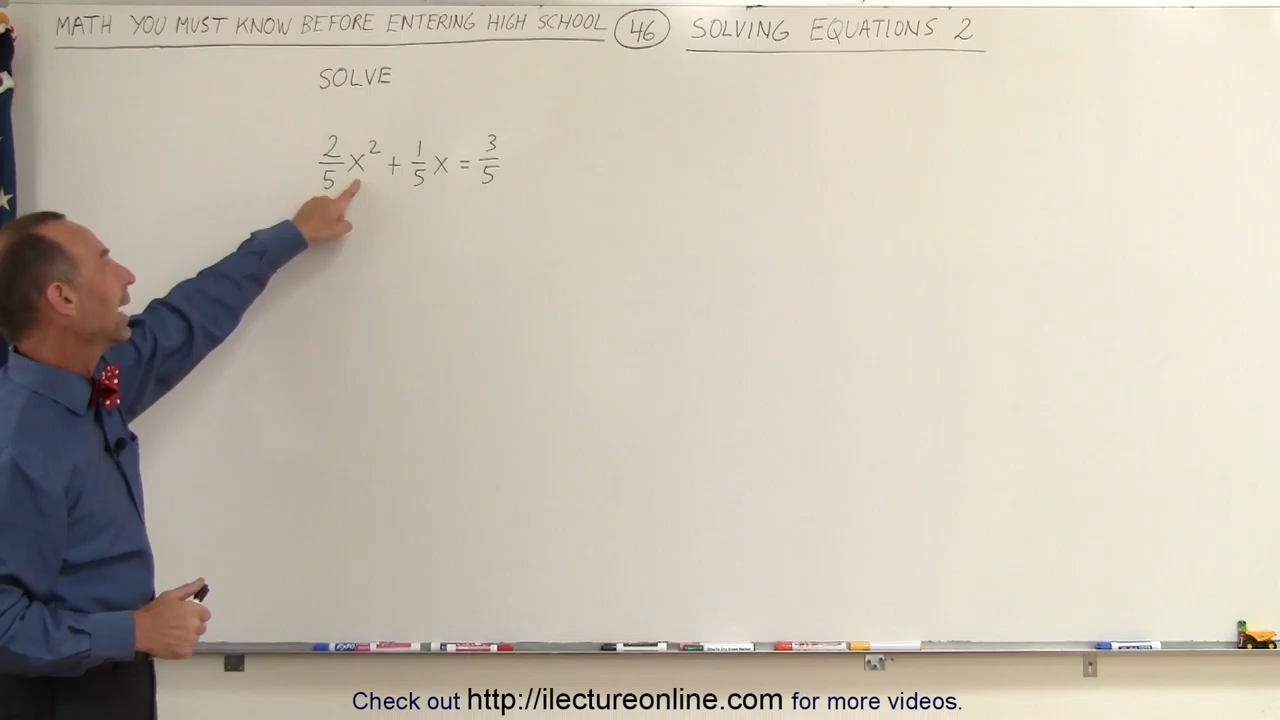 MATH YOU MUST KNOW BEFORE ENTERING HIGH SCHOOL 46 SOLVING EQUATIONS 2
SOLVE
2/5 x² + 1/5 x = 3/5
Check out http://ilectureonline.com for more videos.